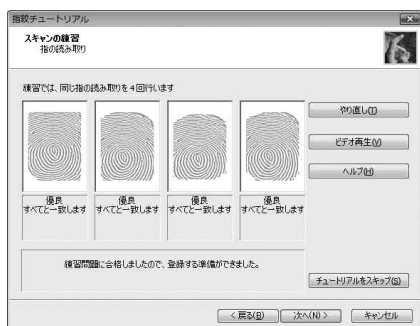 指紋チュートリアル
スキャンの練習
指の読み取り
練習では、同じ指の読み取りを4回行います
優良 優良 優良 優良
すべてと一致します すべてと一致します すべてと一致します すべてと一致します
やり直し(T)
ビデオ再生(V)
ヘルプ(H)
練習問題に合格しましたので、登録する準備ができました。
チュートリアルをスキップ(S)
< 戻る(B) 次へ(N) > キャンセル